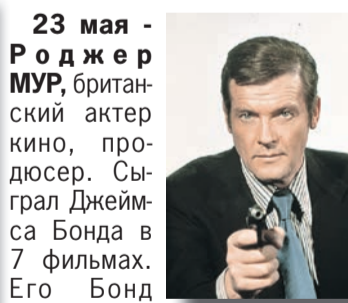 23 мая -
Роджер
МУР, британ-
ский актер
кино, про-
дюсер. Сы-
грал Джейм-
са Бонда в
7 фильмах.
Его Бонд